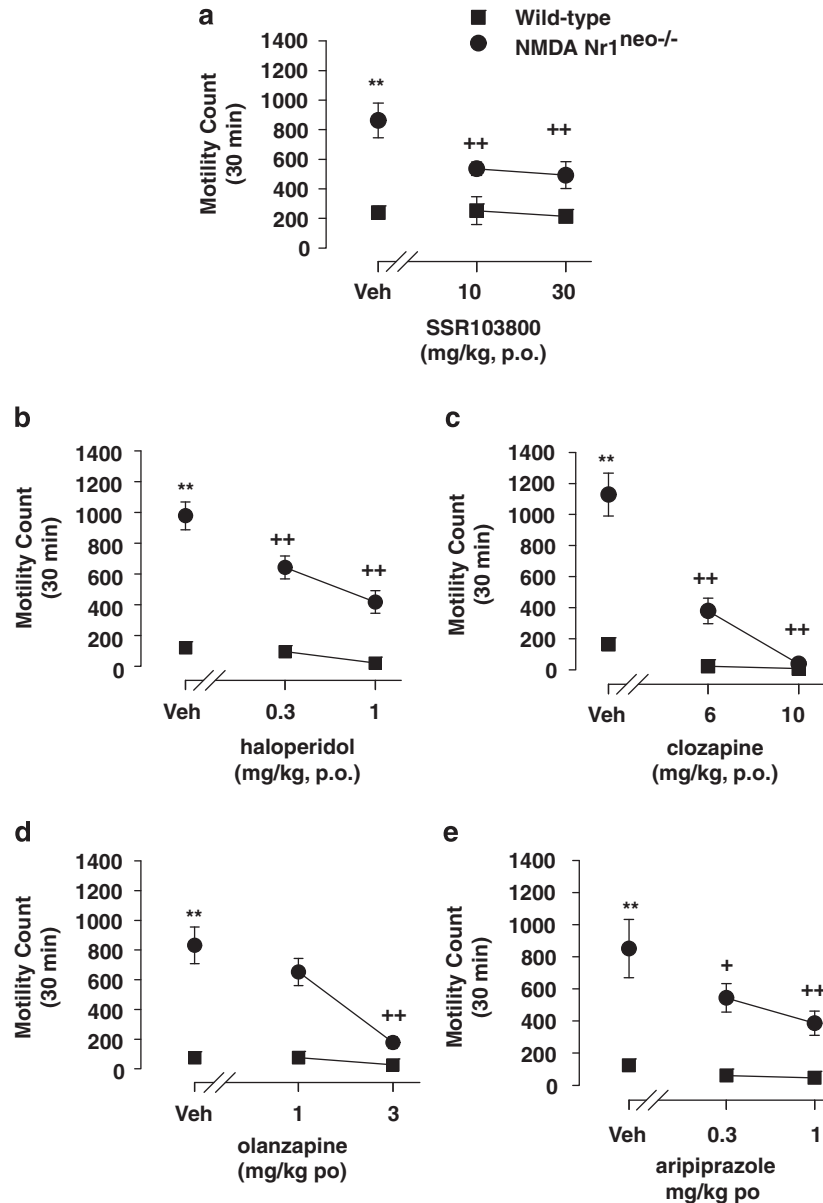 a
Wild-type
NMDA Nr1neo-/-
Motility Count
(30 min)
1400
1200
1000
800
600
400
200
0
**
++
++
Veh
10
30
SSR103800
(mg/kg, p.o.)
b
Motility Count
(30 min)
1400
1200
1000
800
600
400
200
0
**
++
++
Veh
0.3
1
haloperidol
(mg/kg, p.o.)
c
Motility Count
(30 min)
1400
1200
1000
800
600
400
200
0
**
++
++
Veh
6
10
clozapine
(mg/kg, p.o.)
d
Motility Count
(30 min)
1400
1200
1000
800
600
400
200
0
**
++
Veh
1
3
olanzapine
(mg/kg po)
e
Motility Count
(30 min)
1400
1200
1000
800
600
400
200
0
**
+
++
Veh
0.3
1
aripiprazole
mg/kg po